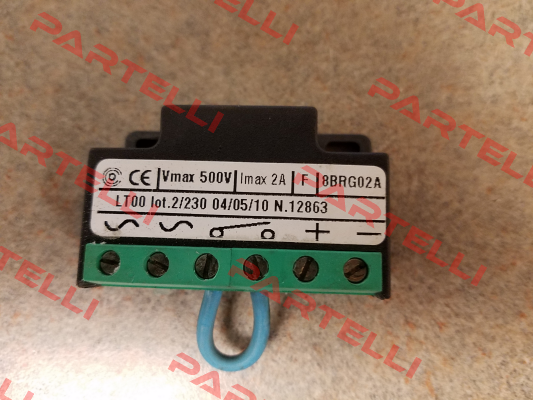 PARTELLI
PARTELLI
CE Vmax 500V Imax 2A F 8BRG02A
LT00 lot.2/230 04/05/10 N.12863
∼ ∼ + −
PARTELLI
PARTELLI
PARTELLI
PARTELLI
PARTELLI